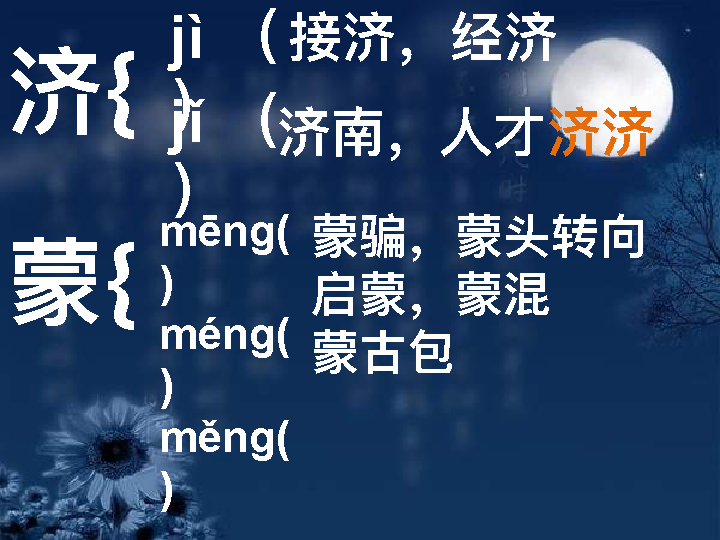 济{
jì （接济，经济
）
jǐ （济南，人才济济
）
蒙{
mēng( 蒙骗，蒙头转向
)
启蒙，蒙混
méng(
蒙古包
)
měng(
)